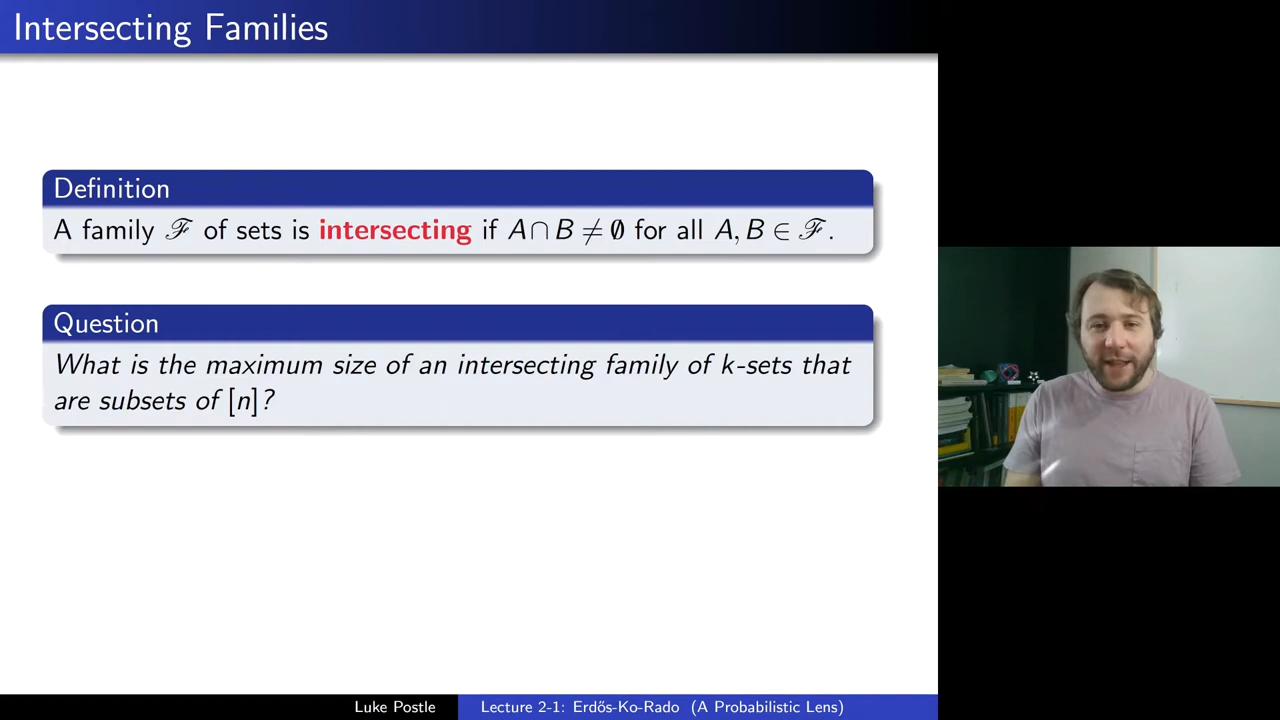 Intersecting Families
Definition
A family ℱ of sets is intersecting if A ∩ B ≠ ∅ for all A, B ∈ ℱ.
Question
What is the maximum size of an intersecting family of k-sets that
are subsets of [n]?
Luke Postle
Lecture 2-1: Erdős-Ko-Rado (A Probabilistic Lens)